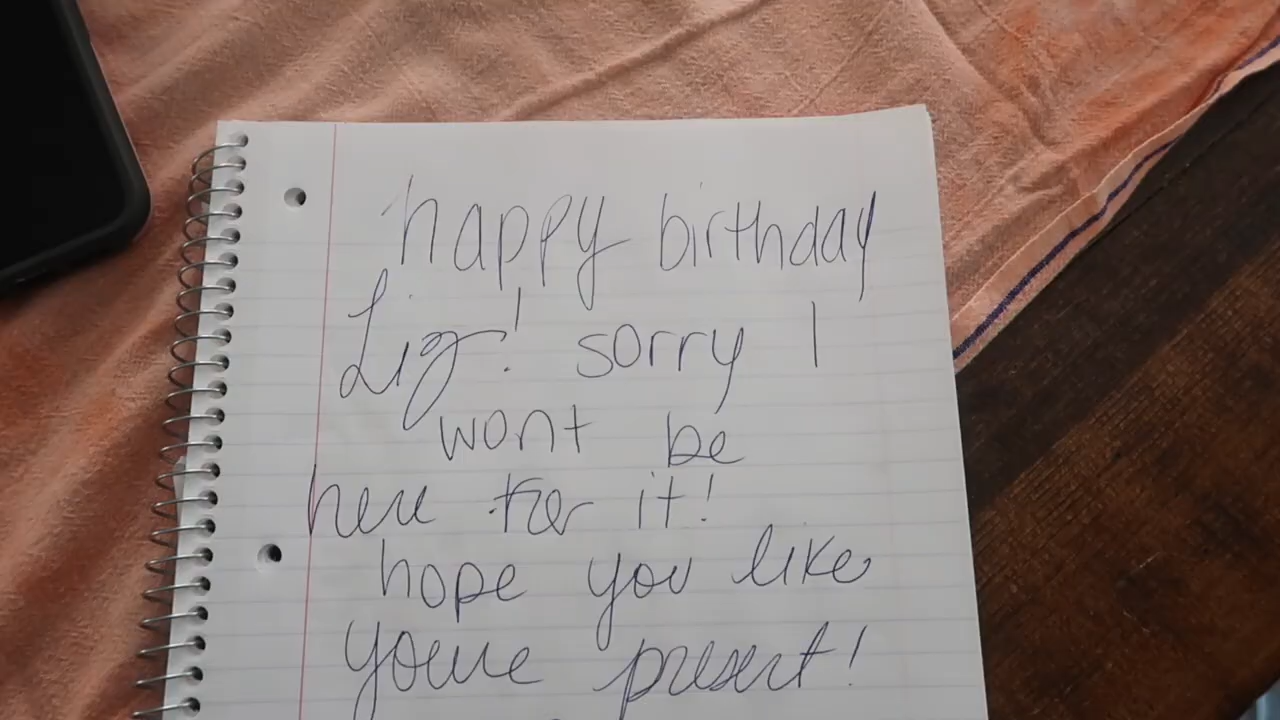 happy birthday
Liz! sorry I
wont be
here for it!
hope you like
youre present!